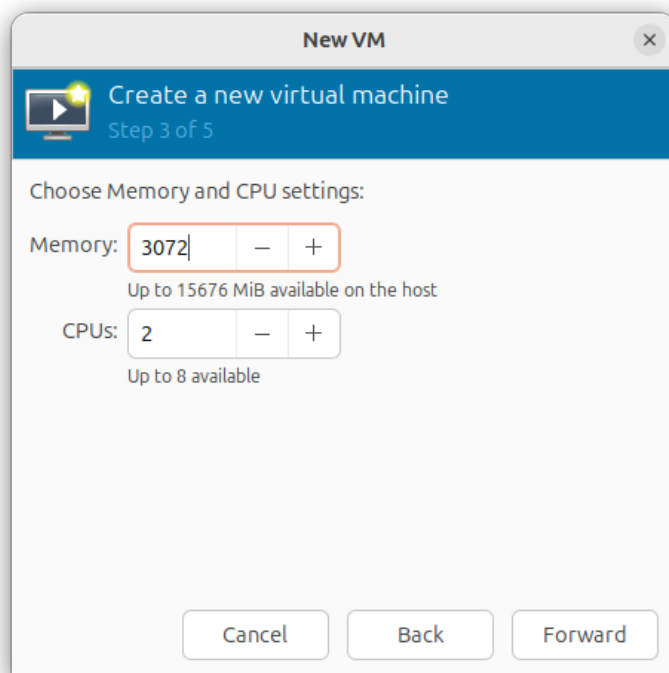 New VM
Create a new virtual machine
Step 3 of 5
Choose Memory and CPU settings:
Memory: 3072 − +
Up to 15676 MiB available on the host
CPUs: 2 − +
Up to 8 available
Cancel Back Forward